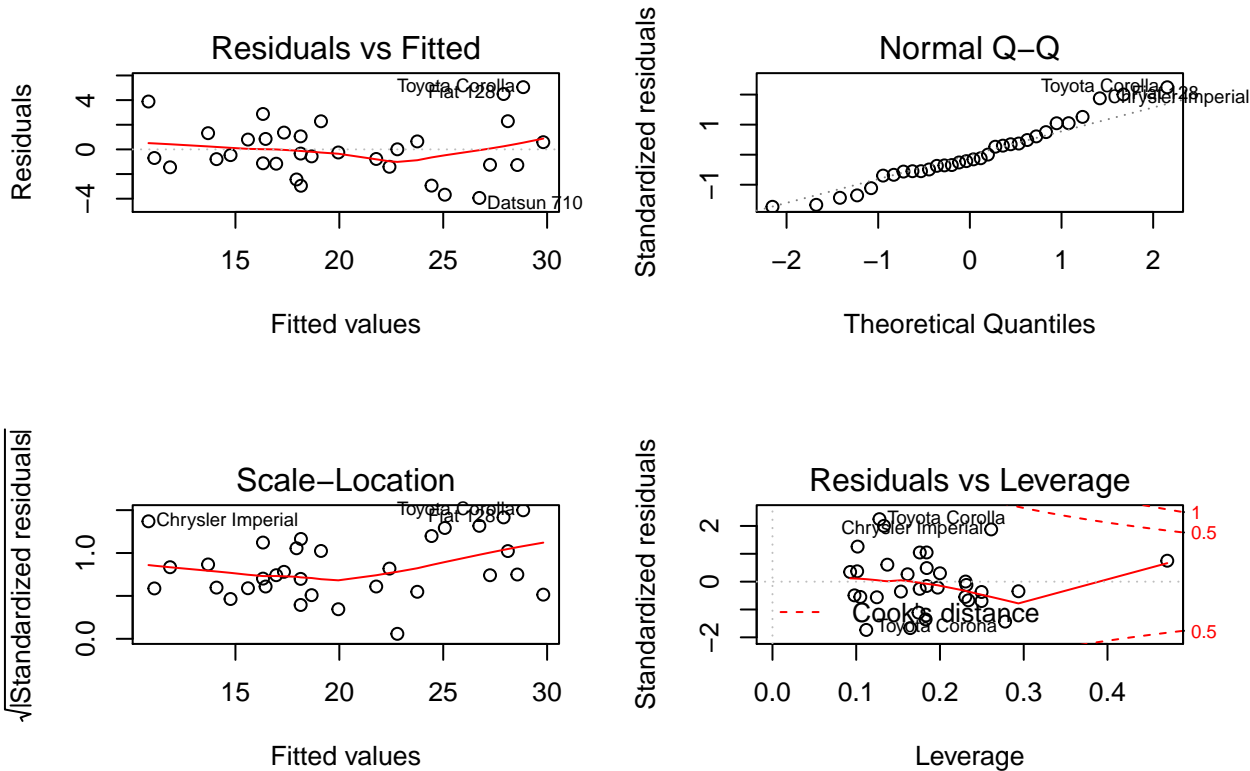 Residuals vs Fitted
Residuals
4
0
−4
Toyota Corolla
Fiat 128
Datsun 710
15
20
25
30
Fitted values
Normal Q−Q
Standardized residuals
1
−1
Toyota Corolla
Fiat 128
Chrysler Imperial
−2
−1
0
1
2
Theoretical Quantiles
Scale−Location
√|Standardized residuals|
1.0
0.0
Toyota Corolla
Fiat 128
Chrysler Imperial
15
20
25
30
Fitted values
Residuals vs Leverage
Standardized residuals
2
0
−2
Toyota Corolla
Chrysler Imperial
Cook's distance
Toyota Corona
1
0.5
0.5
0.0
0.1
0.2
0.3
0.4
Leverage